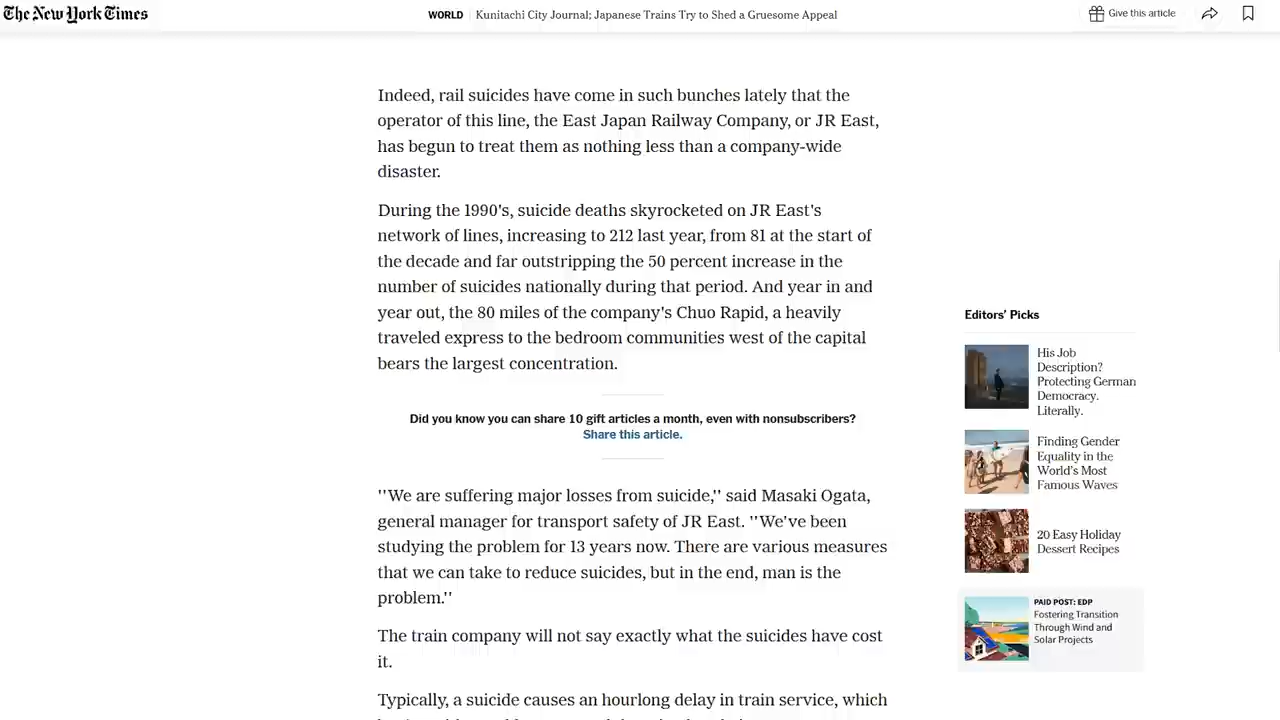 The New York Times
WORLD | Kunitachi City Journal; Japanese Trains Try to Shed a Gruesome Appeal
Give this article
Indeed, rail suicides have come in such bunches lately that the
operator of this line, the East Japan Railway Company, or JR East,
has begun to treat them as nothing less than a company-wide
disaster.
During the 1990's, suicide deaths skyrocketed on JR East's
network of lines, increasing to 212 last year, from 81 at the start of
the decade and far outstripping the 50 percent increase in the
number of suicides nationally during that period. And year in and
year out, the 80 miles of the company's Chuo Rapid, a heavily
traveled express to the bedroom communities west of the capital
bears the largest concentration.
Did you know you can share 10 gift articles a month, even with nonsubscribers?
Share this article.
''We are suffering major losses from suicide,'' said Masaki Ogata,
general manager for transport safety of JR East. ''We've been
studying the problem for 13 years now. There are various measures
that we can take to reduce suicides, but in the end, man is the
problem.''
The train company will not say exactly what the suicides have cost
it.
Typically, a suicide causes an hourlong delay in train service, which
Editors' Picks
His Job
Description?
Protecting German
Democracy.
Literally.
Finding Gender
Equality in the
World's Most
Famous Waves
20 Easy Holiday
Dessert Recipes
PAID POST: EDP
Fostering Transition
Through Wind and
Solar Projects